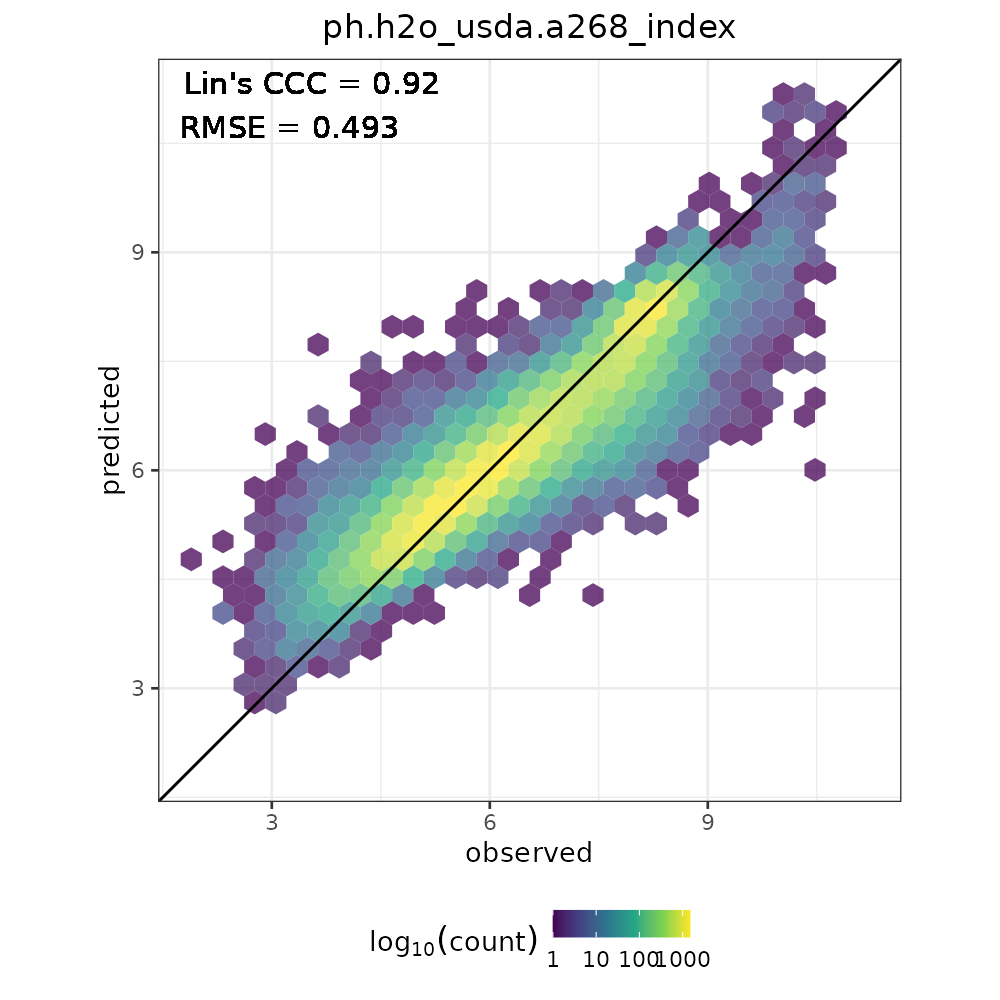 ph.h2o_usda.a268_index
Lin's CCC = 0.92
RMSE = 0.493
9
6
3
predicted
3 6 9
observed
log10(count)
1 10 100 1000